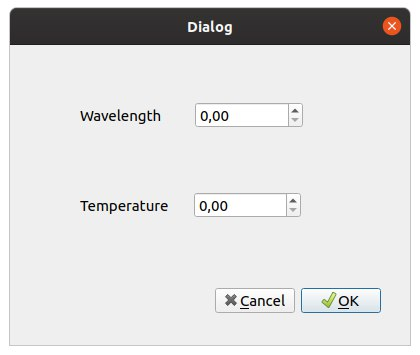 Dialog
Wavelength 0,00
Temperature 0,00
Cancel OK